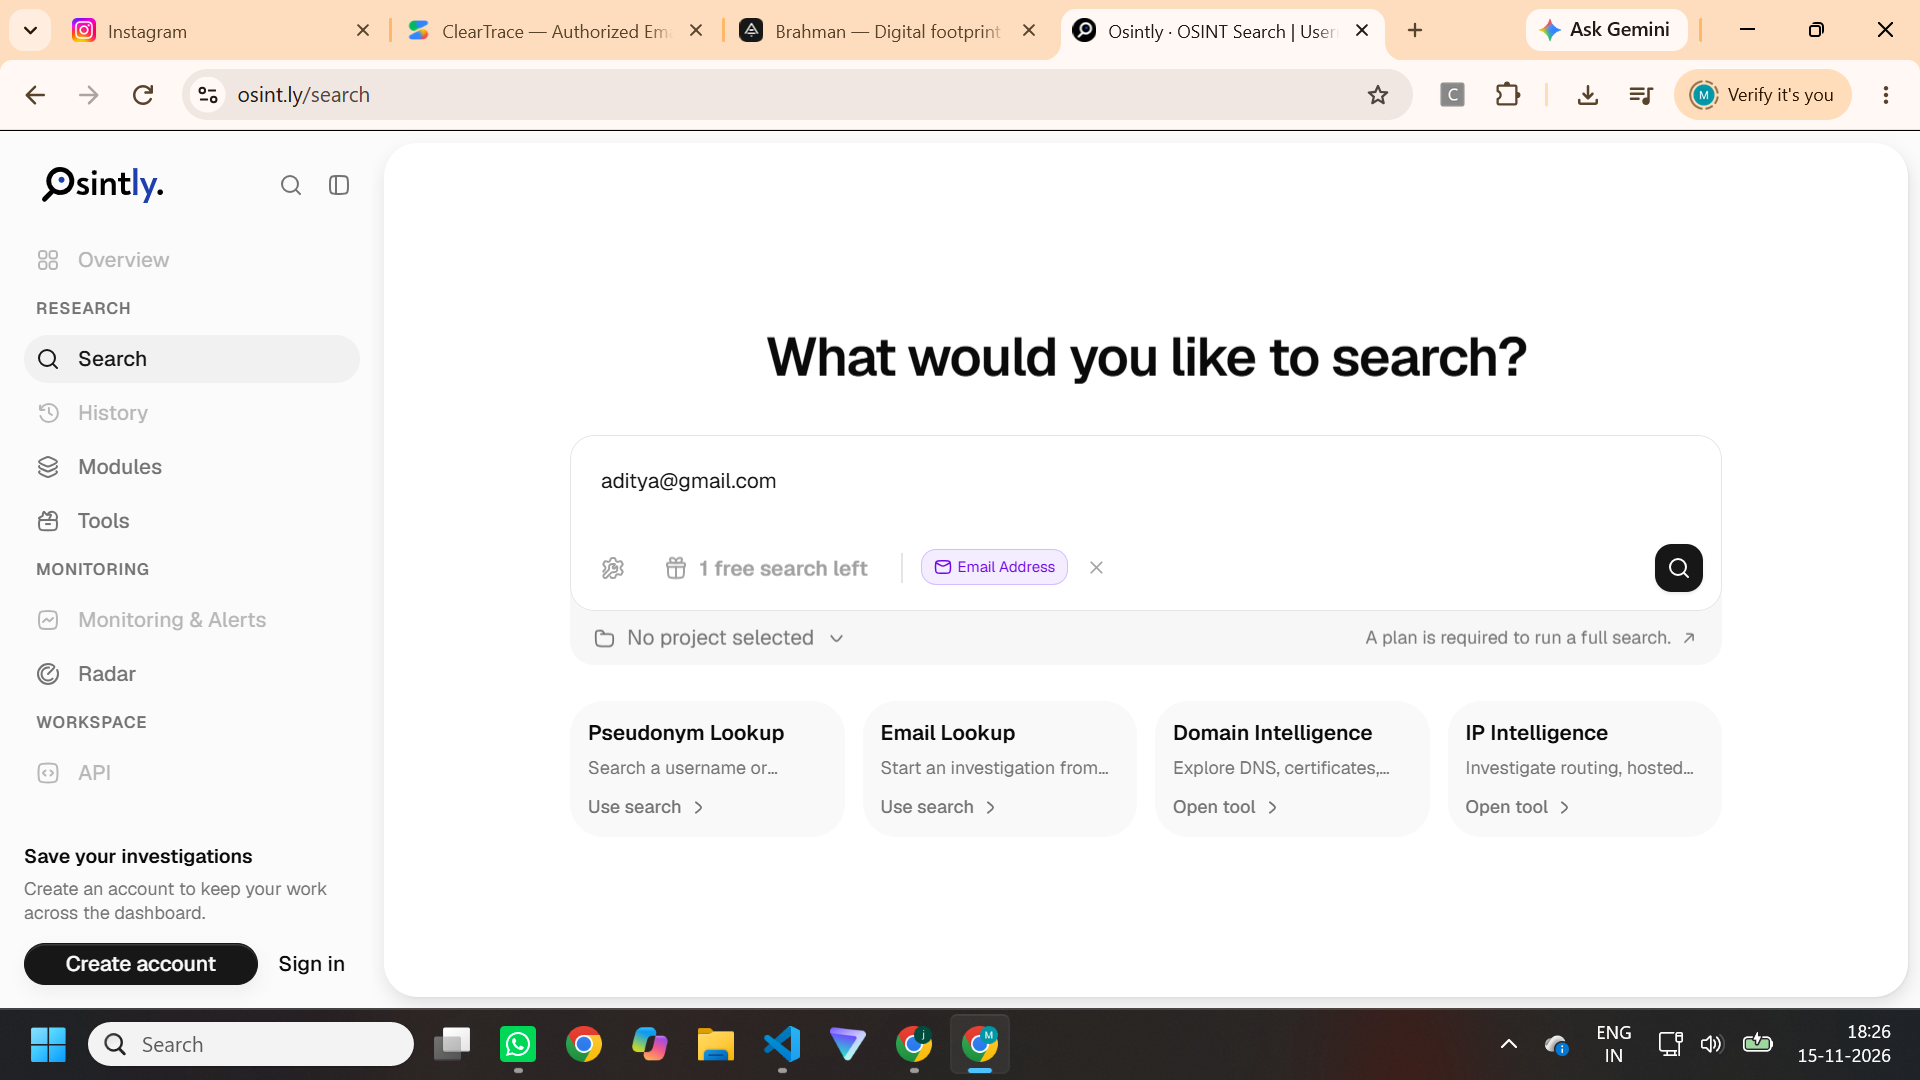 Instagram
ClearTrace — Authorized Ema
Brahman — Digital footprint
Osintly · OSINT Search | User
Ask Gemini
osint.ly/search
C
M
Verify it's you
Osintly.
Overview
RESEARCH
Search
History
Modules
Tools
MONITORING
Monitoring & Alerts
Radar
WORKSPACE
API
Save your investigations
Create an account to keep your work
across the dashboard.
Create account
Sign in
What would you like to search?
aditya@gmail.com
1 free search left
Email Address
No project selected
A plan is required to run a full search.
Pseudonym Lookup
Search a username or...
Use search
Email Lookup
Start an investigation from...
Use search
Domain Intelligence
Explore DNS, certificates,...
Open tool
IP Intelligence
Investigate routing, hosted...
Open tool
Search
J
M
ENG
IN
18:26
15-11-2026